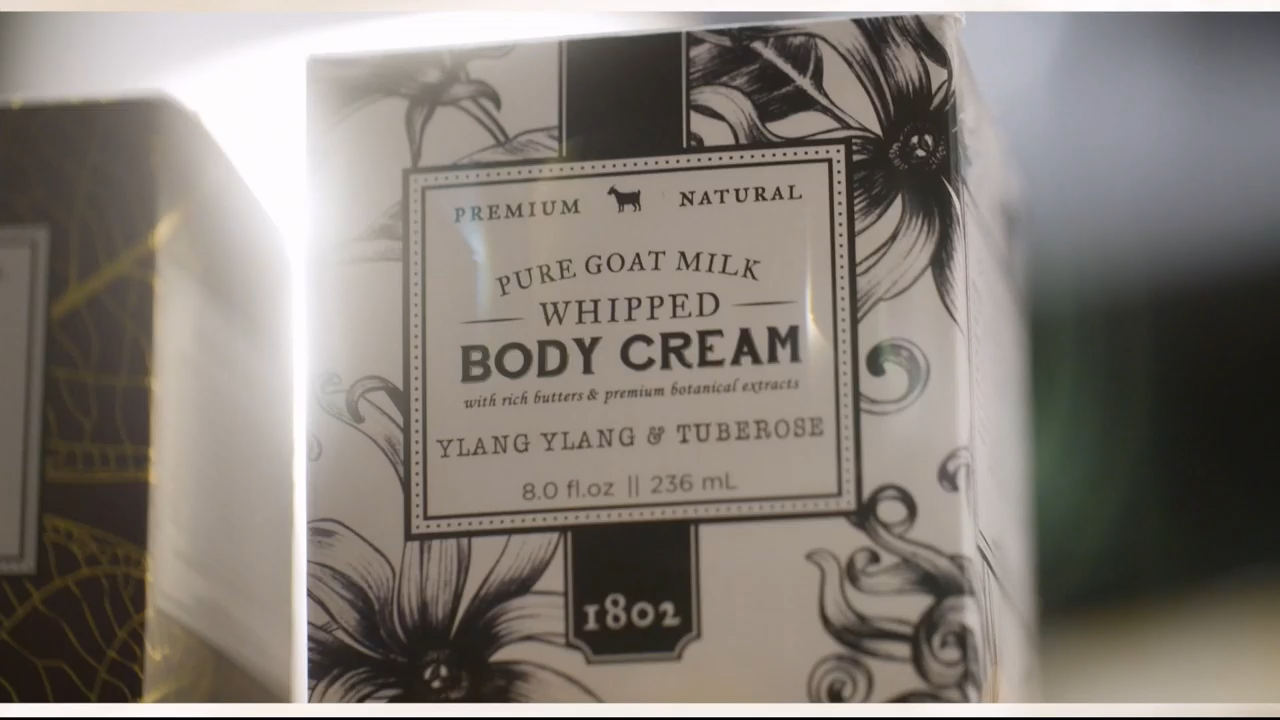 PREMIUM NATURAL
PURE GOAT MILK
WHIPPED
BODY CREAM
with rich butters & premium botanical extracts
YLANG YLANG & TUBEROSE
8.0 fl.oz || 236 mL
1802